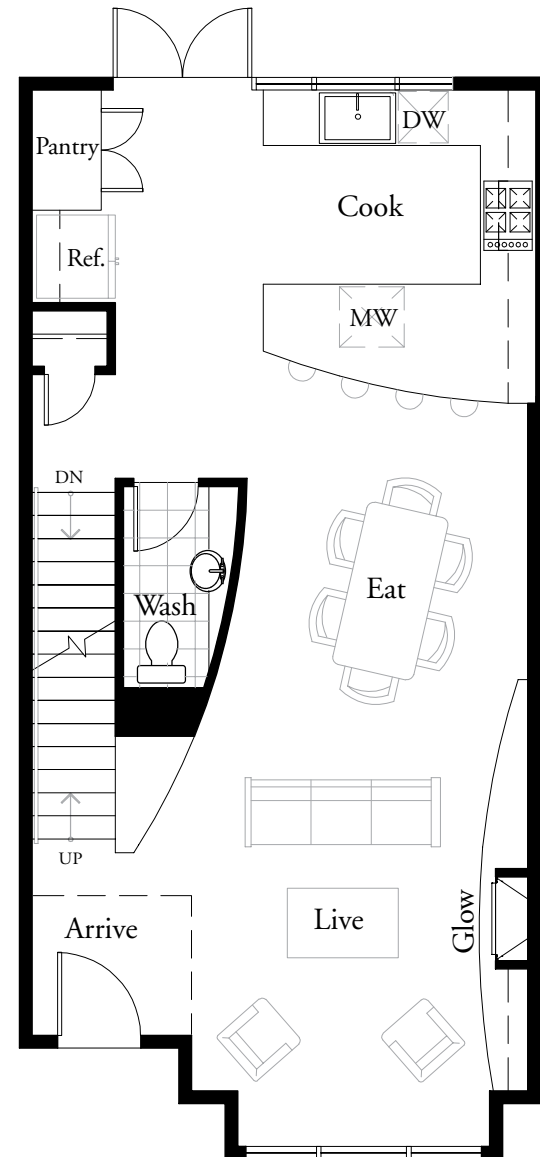 Pantry
DW
Cook
Ref.
MW
DN
Wash
Eat
UP
Arrive
Live
Glow